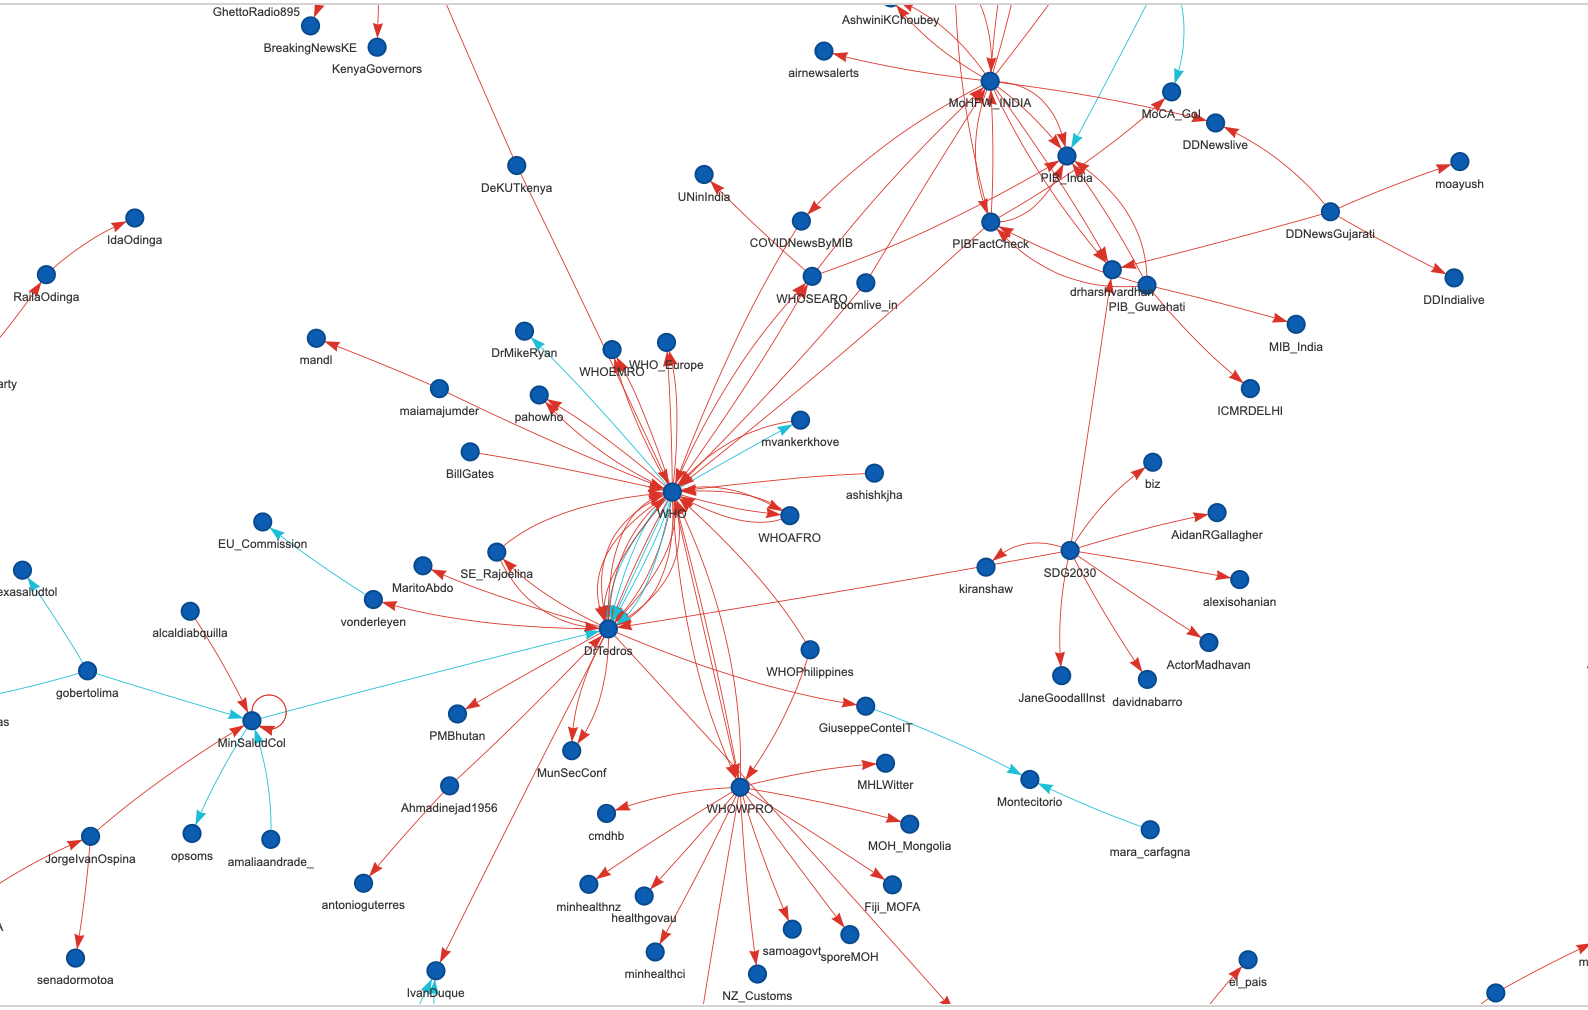 GhettoRadio895
AshwiniKChoubey
BreakingNewsKE
KenyaGovernors
airnewsalerts
MoHFW_INDIA
MoCA_GoI
DDNewslive
PIB_India
moayush
DeKUTkenya
UNinIndia
IdaOdinga
COVIDNewsByMIB
PIBFactCheck
DDNewsGujarati
RailaOdinga
WHOSEARO
boomlive_in
drharshvardhan
PIB_Guwahati
DDIndialive
mandl
DrMikeRyan
WHOEMRO
WHO_Europe
MIB_India
arty
maiamajumder
pahowho
ICMRDELHI
mvankerkhove
BillGates
biz
ashishkjha
WHO
EU_Commission
WHOAFRO
AidanRGallagher
SE_Rajoelina
MaritoAbdo
SDG2030
exasaludtol
kiranshaw
alexisohanian
vonderleyen
alcaldiabquilla
DrTedros
WHOPhilippines
ActorMadhavan
gobertolima
JaneGoodallInst
davidnabarro
as
GiuseppeConteIT
PMBhutan
MinSaludCol
MunSecConf
MHLWitter
Montecitorio
Ahmadinejad1956
WHOWPRO
cmdhb
MOH_Mongolia
mara_carfagna
JorgeIvanOspina
opsoms
amaliaandrade_
antonioguterres
minhealthnz
healthgovau
Fiji_MOFA
samoagovt
sporeMOH
senadormotoa
minhealthci
IvanDuque
NZ_Customs
el_pais
m